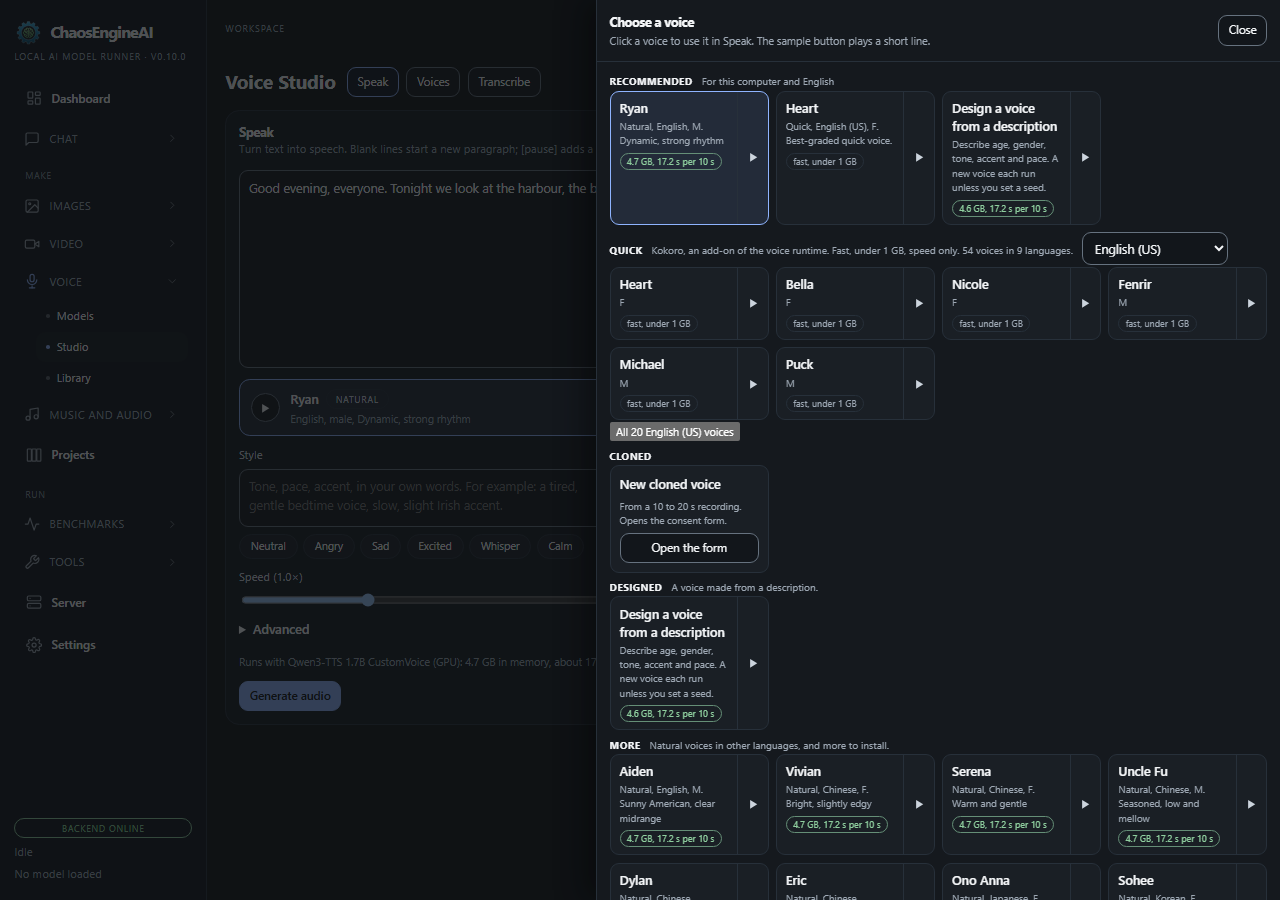 ChaosEngineAI
LOCAL AI MODEL RUNNER · V0.10.0
Dashboard
CHAT
MAKE
IMAGES
VIDEO
VOICE
Models
Studio
Library
MUSIC AND AUDIO
Projects
RUN
BENCHMARKS
TOOLS
Server
Settings
BACKEND ONLINE
Idle
No model loaded
WORKSPACE
Voice Studio
Speak
Voices
Transcribe
Speak
Turn text into speech. Blank lines start a new paragraph; [pause] adds a
Good evening, everyone. Tonight we look at the harbour, the b
Ryan NATURAL
English, male, Dynamic, strong rhythm
Style
Tone, pace, accent, in your own words. For example: a tired,
gentle bedtime voice, slow, slight Irish accent.
Neutral
Angry
Sad
Excited
Whisper
Calm
Speed (1.0×)
Advanced
Runs with Qwen3-TTS 1.7B CustomVoice (GPU): 4.7 GB in memory, about 17
Generate audio
Choose a voice
Click a voice to use it in Speak. The sample button plays a short line.
Close
RECOMMENDED For this computer and English
Ryan
Natural, English, M.
Dynamic, strong rhythm
4.7 GB, 17.2 s per 10 s
Heart
Quick, English (US), F.
Best-graded quick voice.
fast, under 1 GB
Design a voice
from a description
Describe age, gender,
tone, accent and pace. A
new voice each run
unless you set a seed.
4.6 GB, 17.2 s per 10 s
QUICK Kokoro, an add-on of the voice runtime. Fast, under 1 GB, speed only. 54 voices in 9 languages.
English (US)
Heart
F
fast, under 1 GB
Bella
F
fast, under 1 GB
Nicole
F
fast, under 1 GB
Fenrir
M
fast, under 1 GB
Michael
M
fast, under 1 GB
Puck
M
fast, under 1 GB
All 20 English (US) voices
CLONED
New cloned voice
From a 10 to 20 s recording.
Opens the consent form.
Open the form
DESIGNED A voice made from a description.
Design a voice
from a description
Describe age, gender,
tone, accent and pace. A
new voice each run
unless you set a seed.
4.6 GB, 17.2 s per 10 s
MORE Natural voices in other languages, and more to install.
Aiden
Natural, English, M.
Sunny American, clear
midrange
4.7 GB, 17.2 s per 10 s
Vivian
Natural, Chinese, F.
Bright, slightly edgy
4.7 GB, 17.2 s per 10 s
Serena
Natural, Chinese, F.
Warm and gentle
4.7 GB, 17.2 s per 10 s
Uncle Fu
Natural, Chinese, M.
Seasoned, low and
mellow
4.7 GB, 17.2 s per 10 s
Dylan
Natural, Chinese
Eric
Natural, Chinese
Ono Anna
Natural, Japanese, F.
Sohee
Natural, Korean, F.